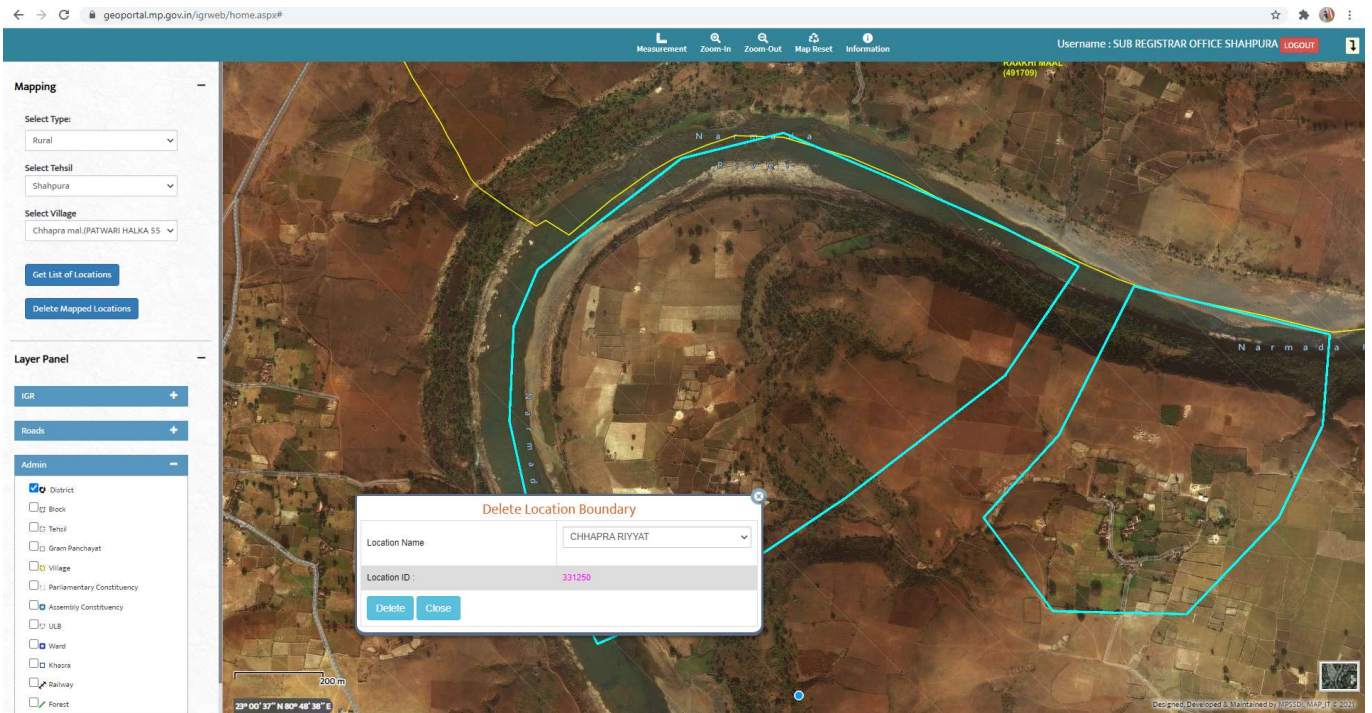 geoportal.mp.gov.in/igrweb/home.aspx#
Measurement
Zoom-In
Zoom-Out
Map Reset
Information
Username : SUB REGISTRAR OFFICE SHAHPURA
LOGOUT
Mapping
Select Type:
Rural
Select Tehsil
Shahpura
Select Village
Chhapra mal.(PATWARI HALKA 55
Get List of Locations
Delete Mapped Locations
Layer Panel
IGR
Roads
Admin
District
Block
Tehsil
Gram Panchayat
Village
Parliamentary Constituency
Assembly Constituency
ULB
Ward
Khasra
Railway
Forest
RAAKHI MAAL
(491709)
Narmada
River
Narmada
Narmad
Delete Location Boundary
Location Name
CHHAPRA RIYYAT
Location ID :
331250
Delete
Close
200 m
23° 00' 37" N 80° 48' 38" E
Designed, Developed & Maintained by MPSSDI, MAP_IT © 2021